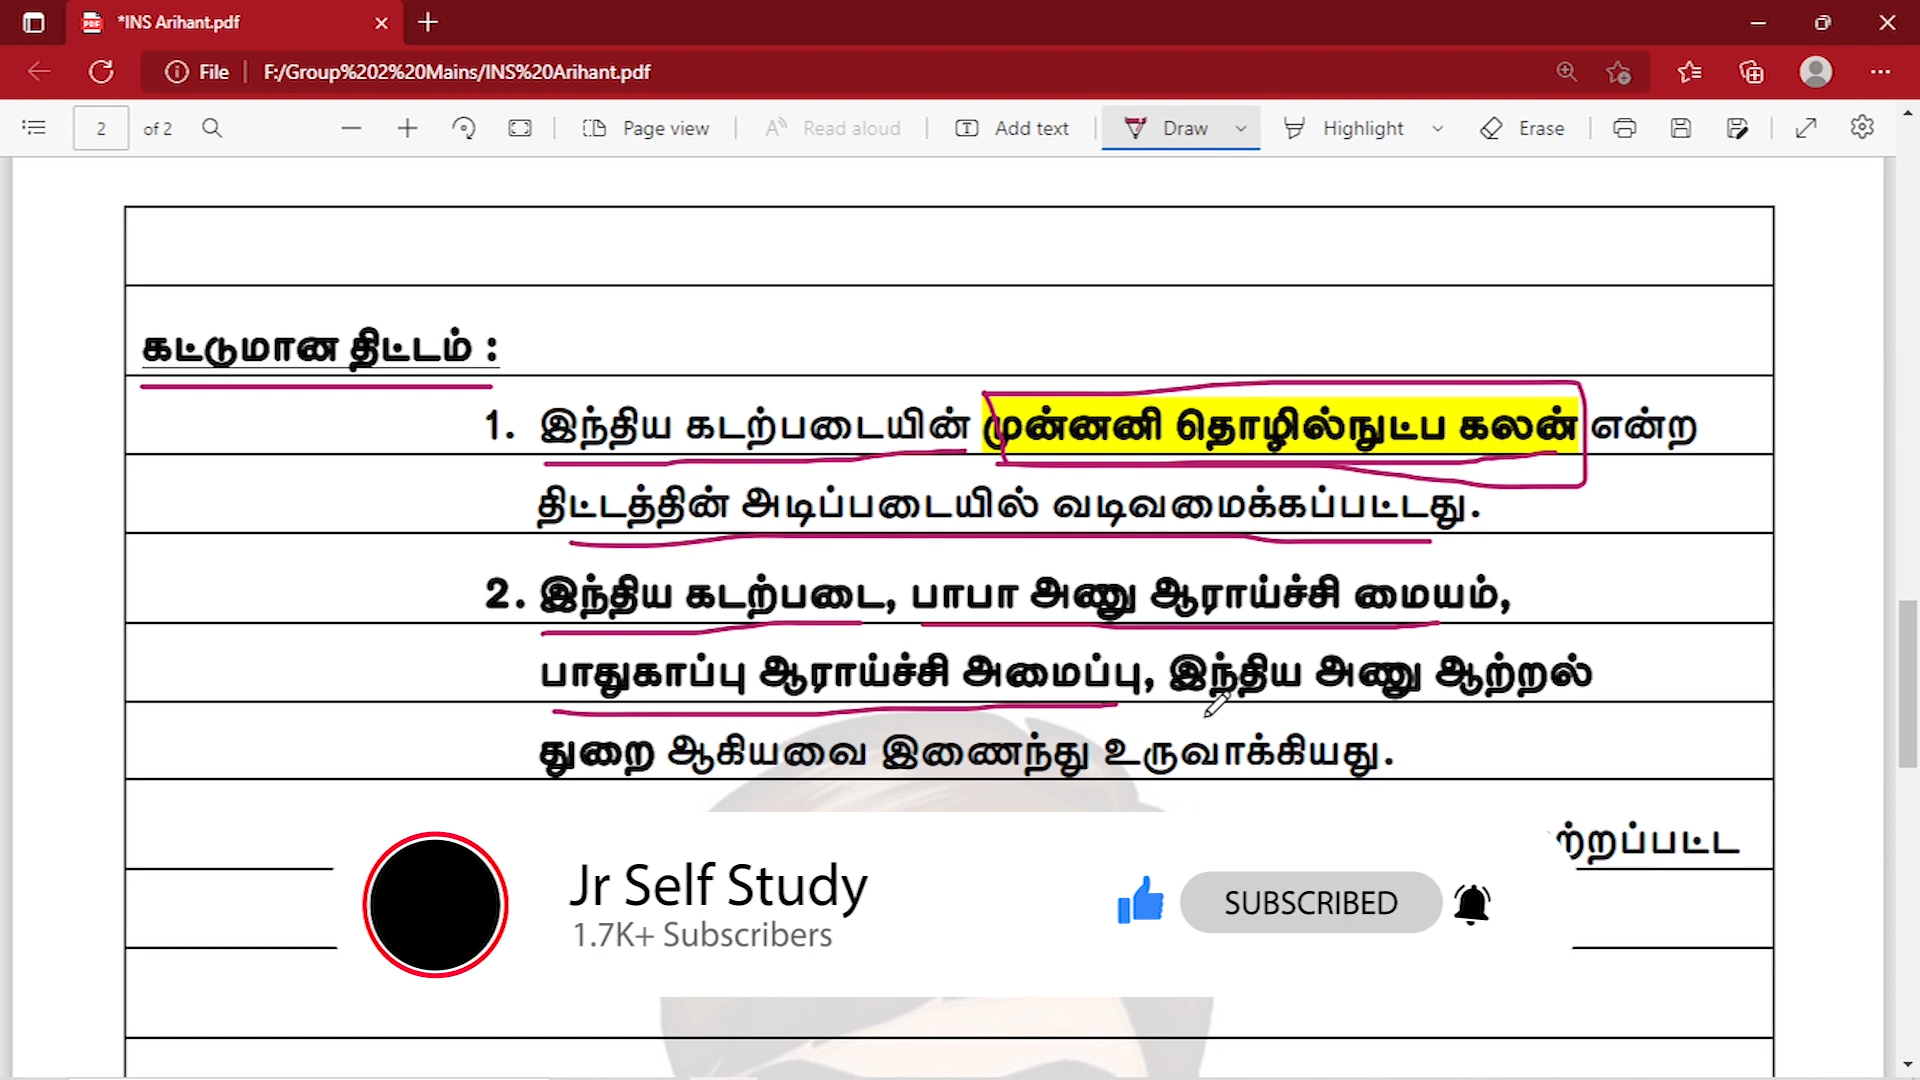 *INS Arihant.pdf
File F:/Group%202%20Mains/INS%20Arihant.pdf
2 of 2 Page view Read aloud Add text Draw Highlight Erase
கட்டுமான திட்டம் :
1. இந்திய கடற்படையின் முன்னனி தொழில்நுட்ப கலன் என்ற
திட்டத்தின் அடிப்படையில் வடிவமைக்கப்பட்டது.
2. இந்திய கடற்படை, பாபா அணு ஆராய்ச்சி மையம்,
பாதுகாப்பு ஆராய்ச்சி அமைப்பு, இந்திய அணு ஆற்றல்
துறை ஆகியவை இணைந்து உருவாக்கியது.
ற்றப்பட்ட
Jr Self Study
1.7K+ Subscribers
SUBSCRIBED